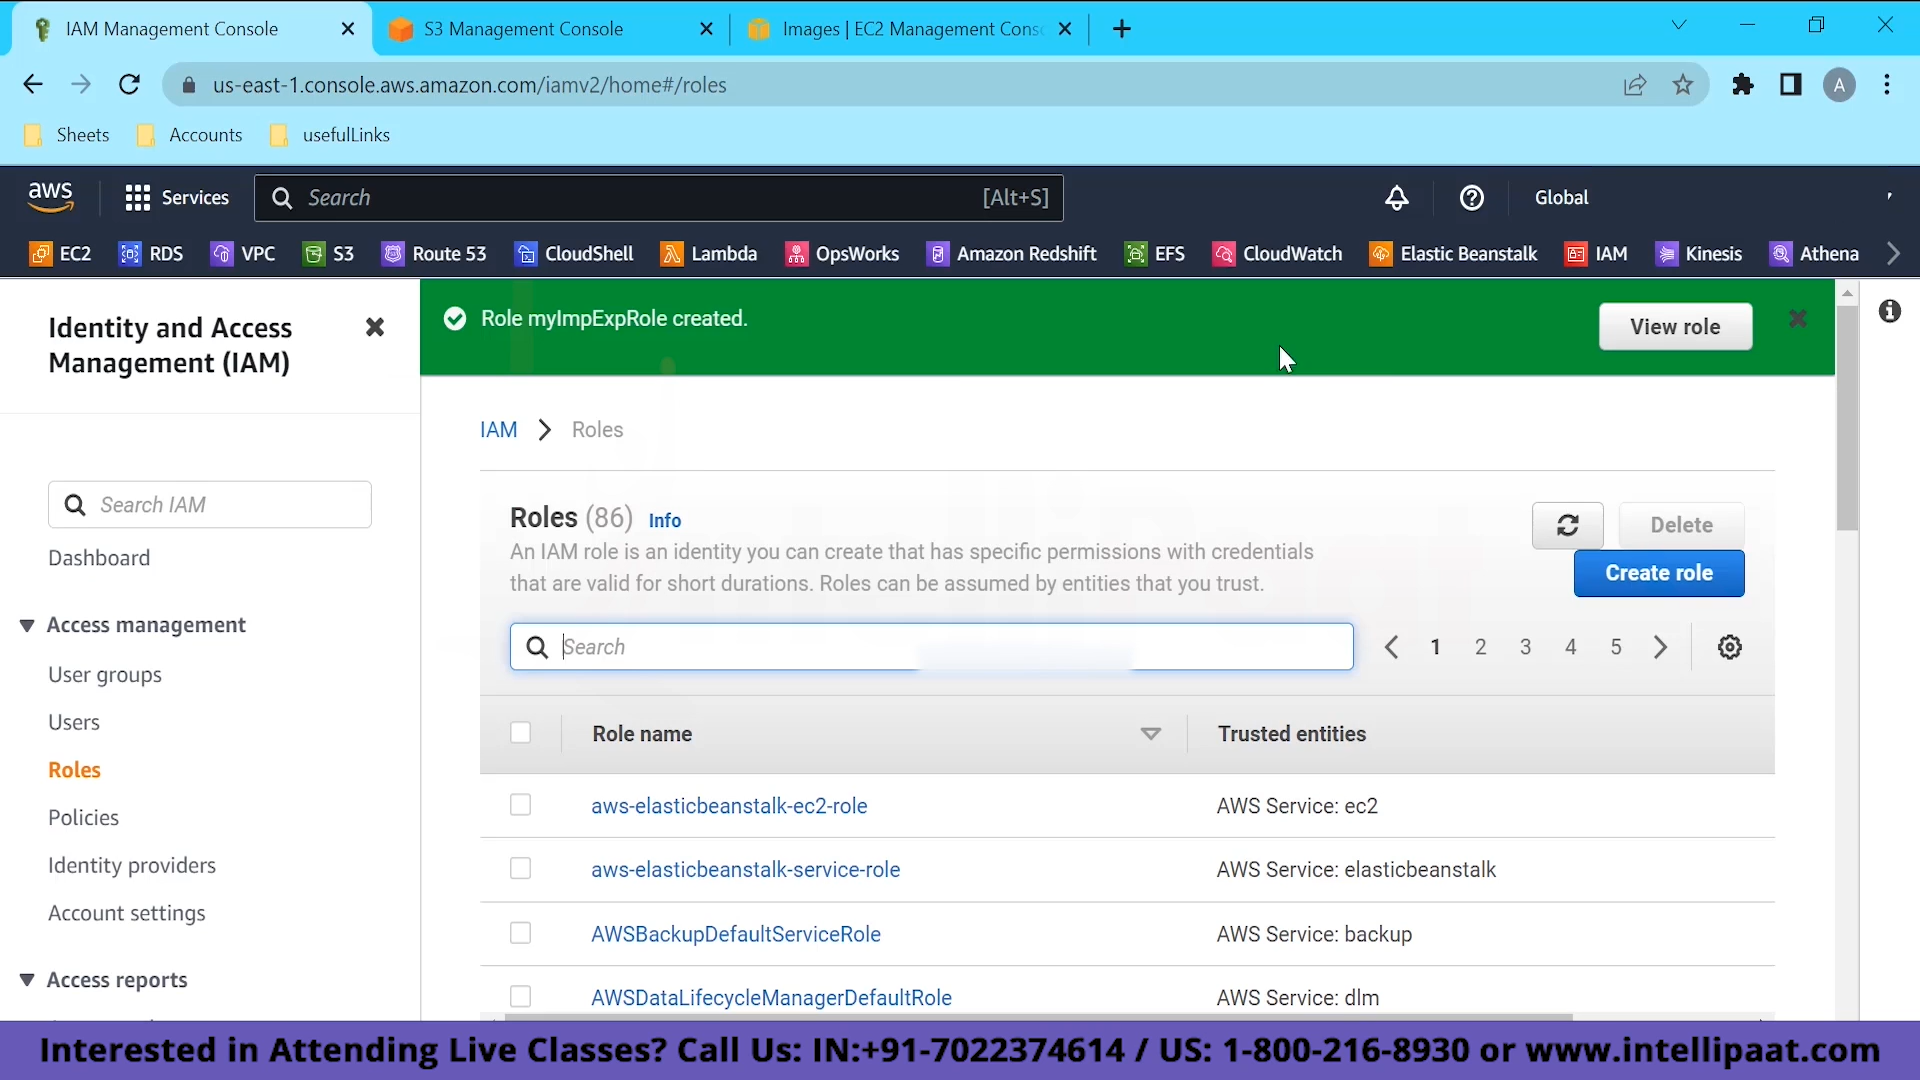 IAM Management Console
S3 Management Console
Images | EC2 Management Cons
us-east-1.console.aws.amazon.com/iamv2/home#/roles
A
Sheets
Accounts
usefulLinks
aws
Services
Search
[Alt+S]
Global
EC2
RDS
VPC
S3
Route 53
CloudShell
Lambda
OpsWorks
Amazon Redshift
EFS
CloudWatch
Elastic Beanstalk
IAM
Kinesis
Athena
Identity and Access
Management (IAM)
Search IAM
Dashboard
Access management
User groups
Users
Roles
Policies
Identity providers
Account settings
Access reports
Role myImpExpRole created.
View role
IAM > Roles
Roles (86) Info
An IAM role is an identity you can create that has specific permissions with credentials
that are valid for short durations. Roles can be assumed by entities that you trust.
Delete
Create role
Search
1 2 3 4 5
Role name
Trusted entities
aws-elasticbeanstalk-ec2-role
AWS Service: ec2
aws-elasticbeanstalk-service-role
AWS Service: elasticbeanstalk
AWSBackupDefaultServiceRole
AWS Service: backup
AWSDataLifecycleManagerDefaultRole
AWS Service: dlm
Interested in Attending Live Classes? Call Us: IN:+91-7022374614 / US: 1-800-216-8930 or www.intellipaat.com